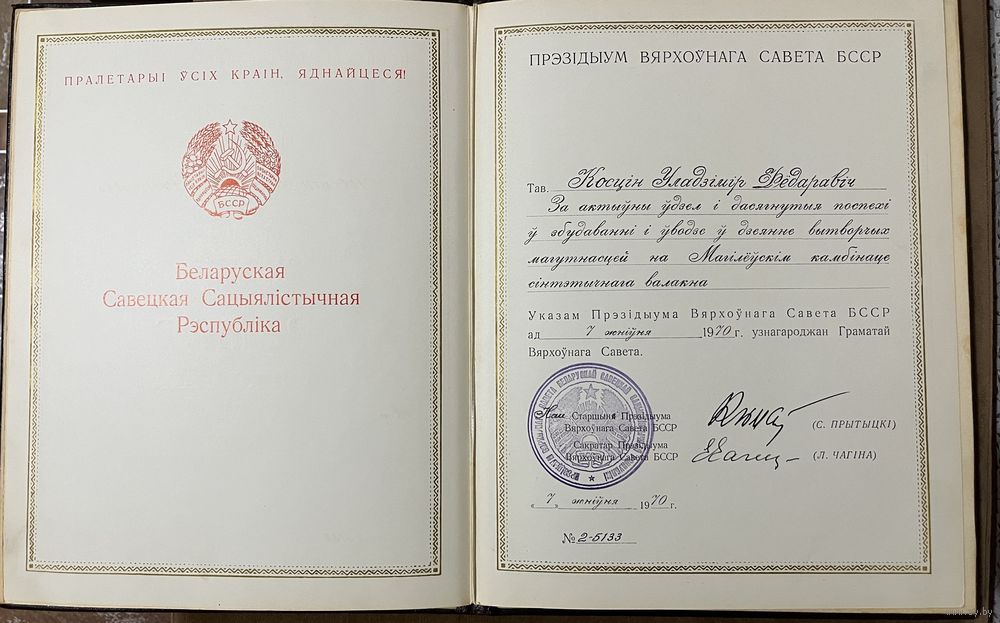 ПРАЛЕТАРЫІ ЎСІХ КРАІН, ЯДНАЙЦЕСЯ!
БССР
Беларуская
Савецкая Сацыялістычная
Рэспубліка
ПРЭЗІДЫУМ ВЯРХОЎНАГА САВЕТА БССР
Тав. Косцін Уладзімір Фёдаравіч
За актыўны ўдзел і дасягнутыя поспехі
ў збудаванні і ўводзе ў дзеянне вытворчых
магутнасцей на Магілёўскім камбінаце
сінтэтычнага валакна
Указам Прэзідыума Вярхоўнага Савета БССР
ад 7 жніўня 1970 г. узнагароджан Граматай
Вярхоўнага Савета.
Нам. Старшыня Прэзідыума
Вярхоўнага Савета БССР
(С. ПРЫТЫЦКІ)
Сакратар Прэзідыума
Вярхоўнага Савета БССР
(Л. ЧАГІНА)
„7„ жніўня 1970 г.
№ 2-5133